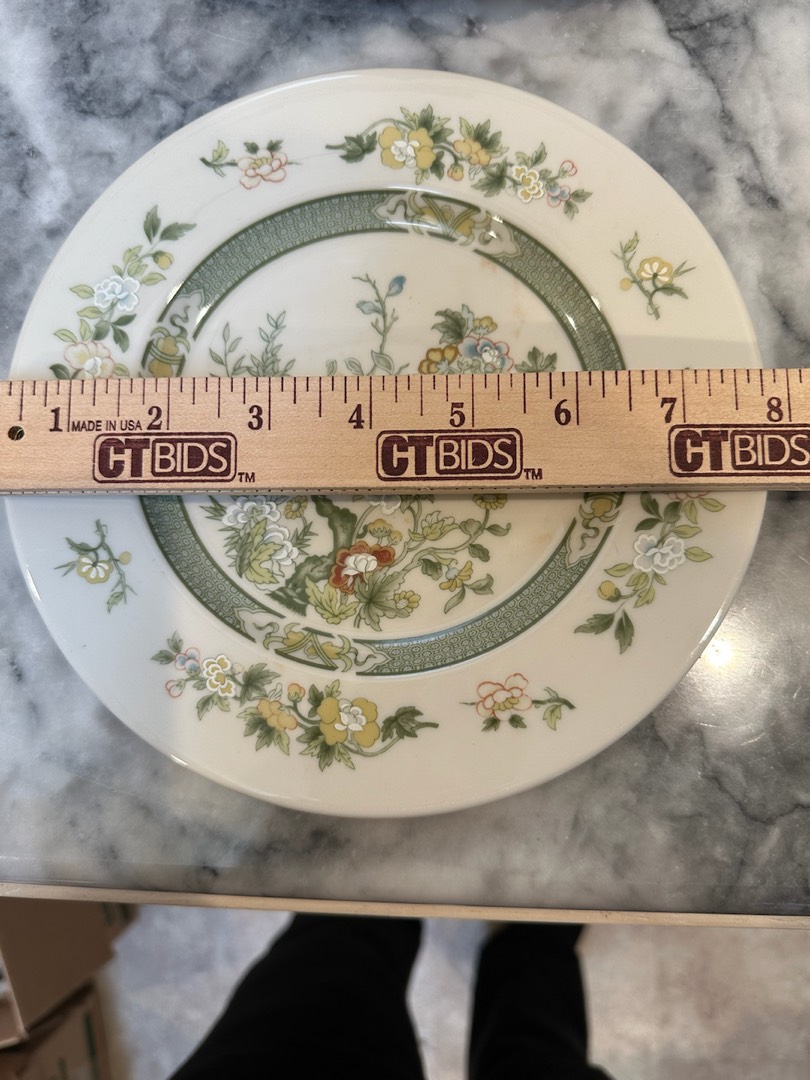 1 MADE IN USA 2 3 4 5 6 7 8
CTBIDS™ CTBIDS™ CTBIDS